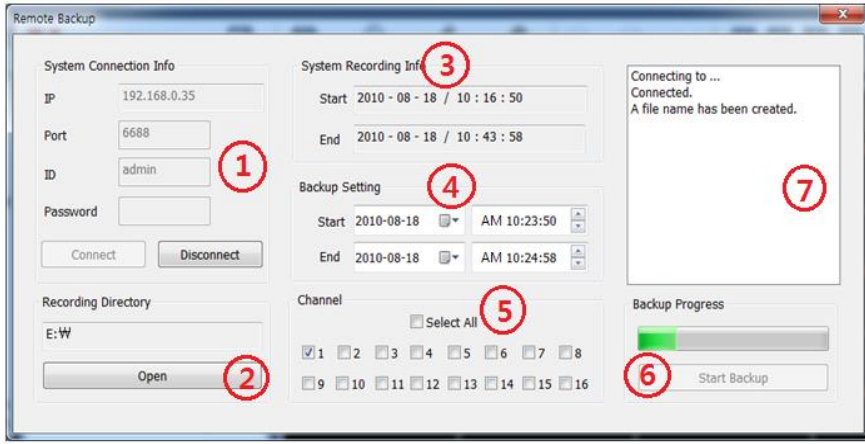 Remote Backup
System Connection Info
IP 192.168.0.35
Port 6688
ID admin
Password
Connect Disconnect
1
Recording Directory
E:₩
Open
2
System Recording Info
3
Start 2010 - 08 - 18 / 10 : 16 : 50
End 2010 - 08 - 18 / 10 : 43 : 58
Backup Setting
4
Start 2010-08-18 AM 10:23:50
End 2010-08-18 AM 10:24:58
Channel
5
Select All
1 2 3 4 5 6 7 8
9 10 11 12 13 14 15 16
Connecting to ...
Connected.
A file name has been created.
7
Backup Progress
6
Start Backup